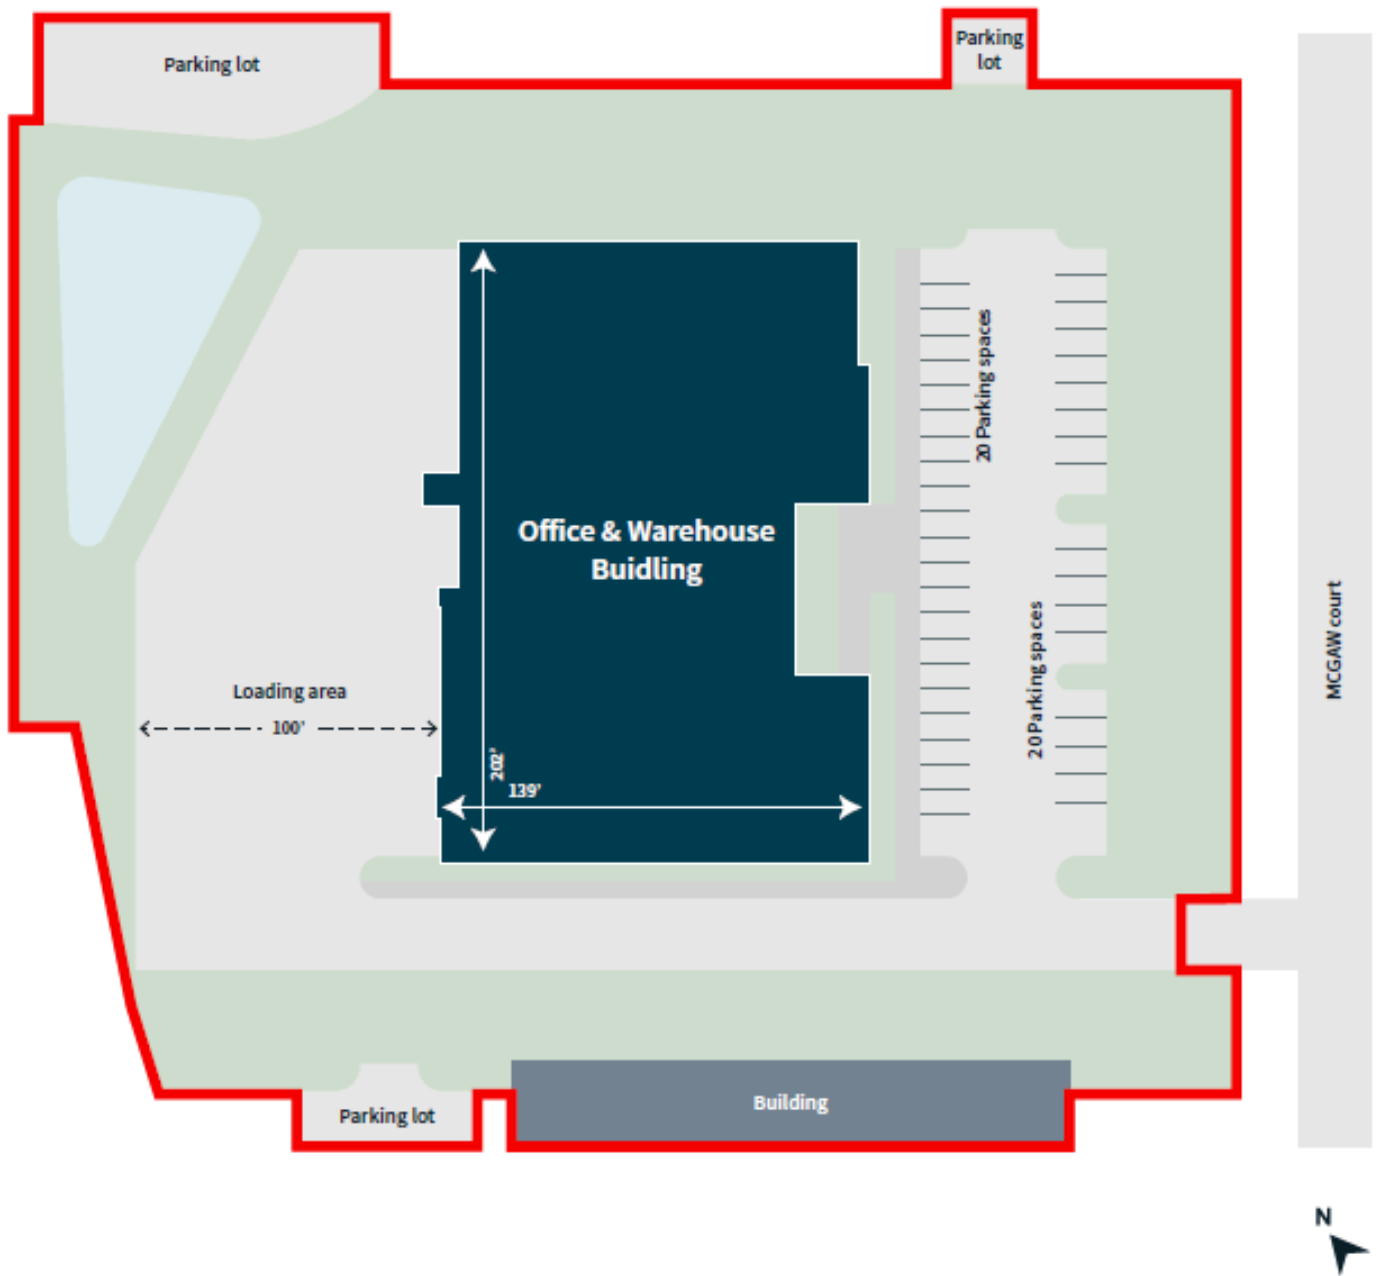 Parking lot
Parking
lot
20 Parking spaces
Office & Warehouse
Buidling
MCGAW court
20 Parking spaces
Loading area
100'
202'
139'
Building
Parking lot
N